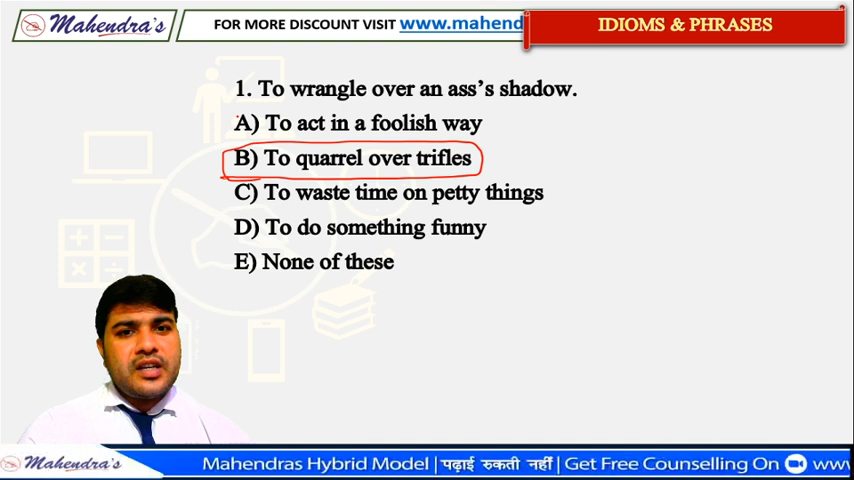 Mahendra's
FOR MORE DISCOUNT VISIT www.mahend
IDIOMS & PHRASES
1. To wrangle over an ass’s shadow.
A) To act in a foolish way
B) To quarrel over trifles
C) To waste time on petty things
D) To do something funny
E) None of these
Mahendra's
Mahendras Hybrid Model | पढ़ाई रुकती नहीं | Get Free Counselling On www